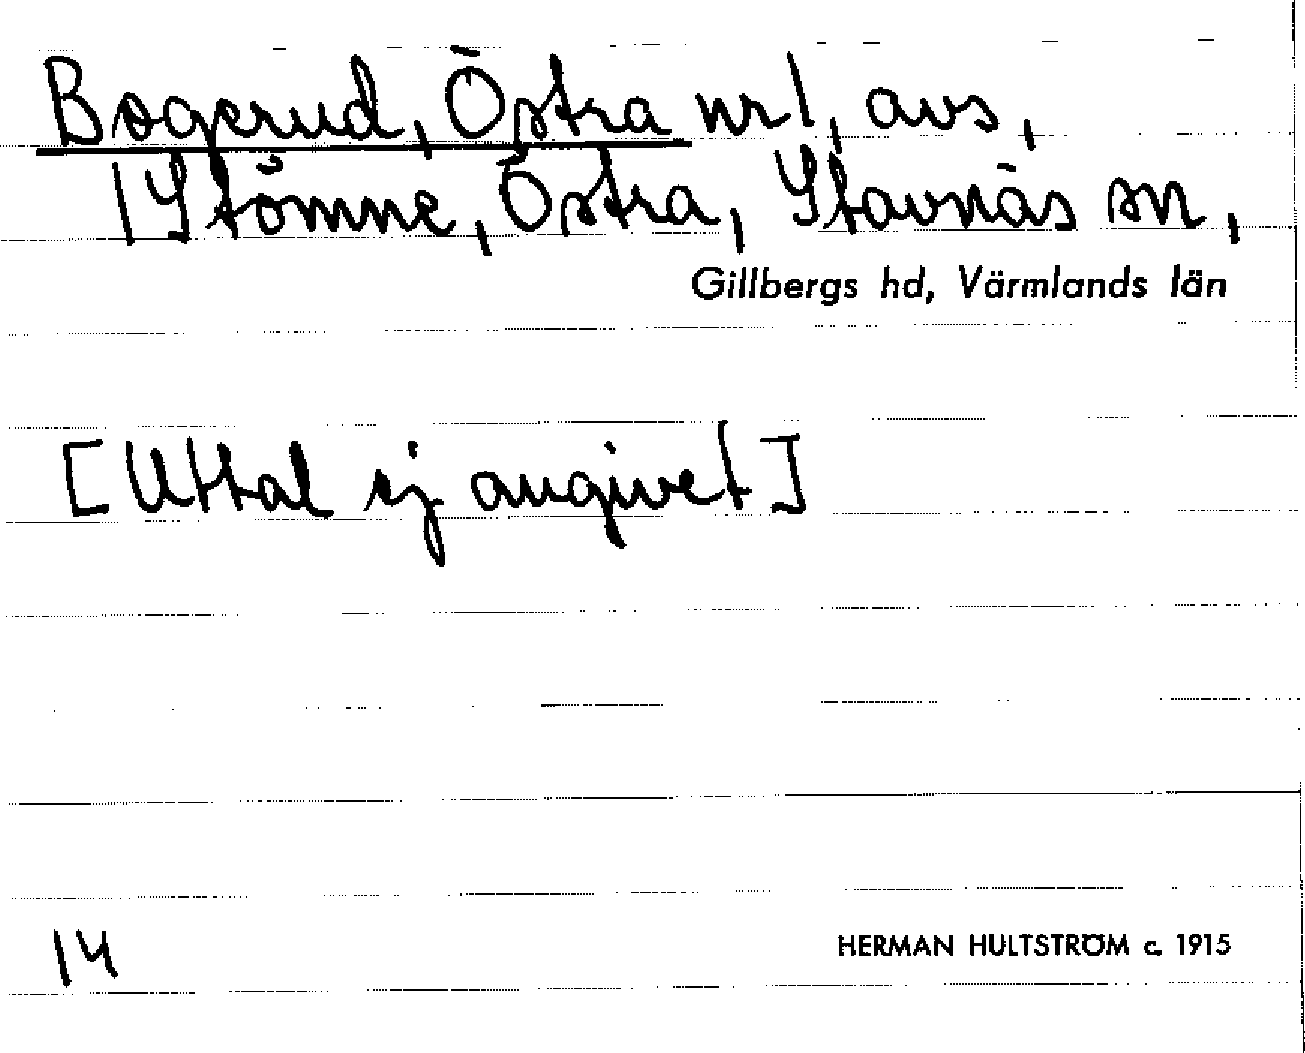 Bogerud, Östra nr 1, avs,
1 Stömne, Östra, Stavnäs sn,
Gillbergs hd, Värmlands län
[Uttal ej angivet]
14
HERMAN HULTSTRÖM c. 1915